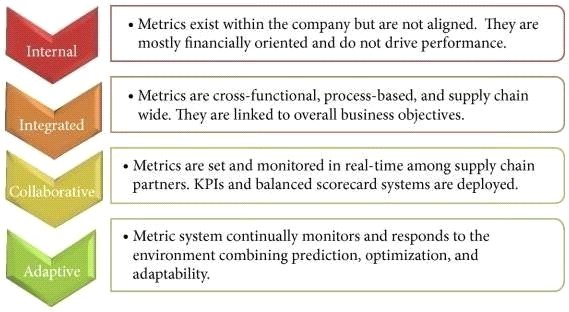 Internal
• Metrics exist within the company but are not aligned. They are
mostly financially oriented and do not drive performance.
Integrated
• Metrics are cross-functional, process-based, and supply chain
wide. They are linked to overall business objectives.
Collaborative
• Metrics are set and monitored in real-time among supply chain
partners. KPIs and balanced scorecard systems are deployed.
Adaptive
• Metric system continually monitors and responds to the
environment combining prediction, optimization, and
adaptability.